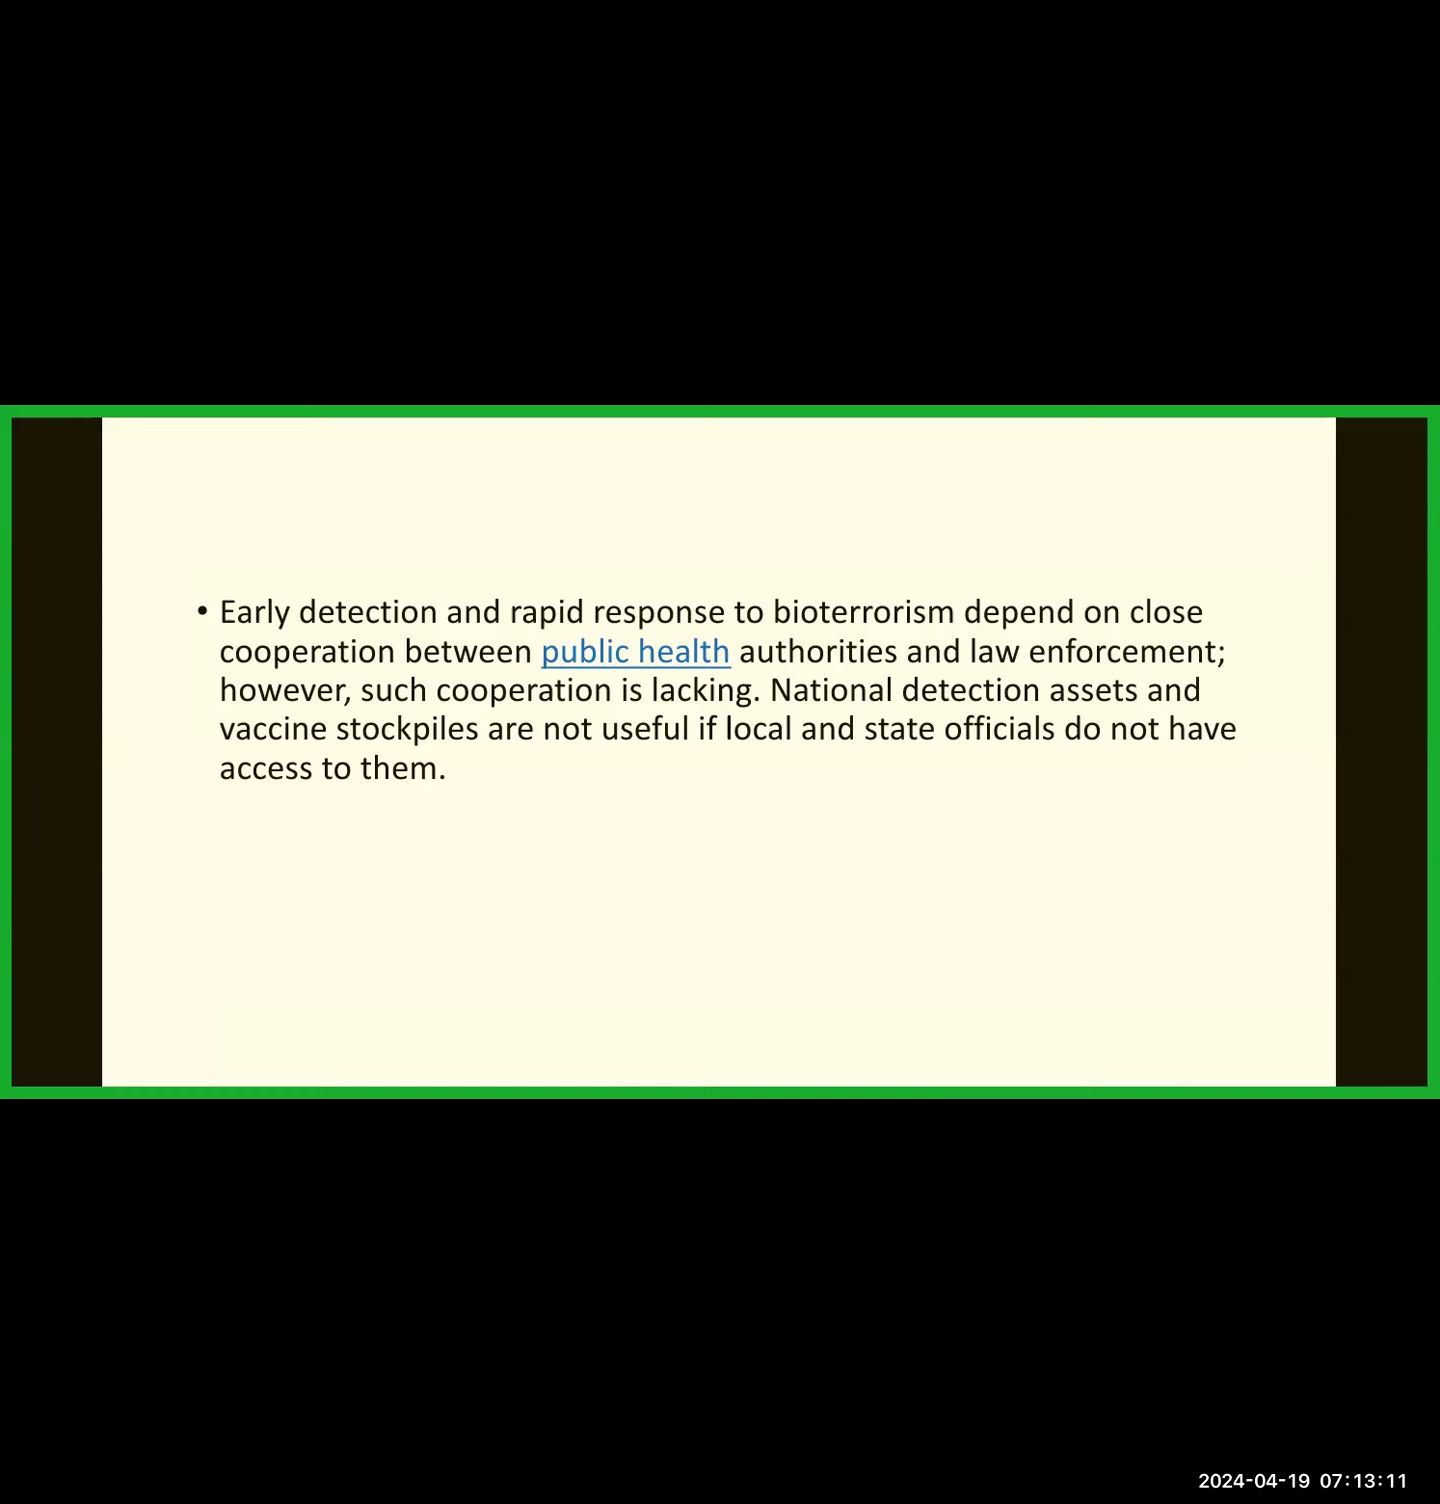 • Early detection and rapid response to bioterrorism depend on close
cooperation between public health authorities and law enforcement;
however, such cooperation is lacking. National detection assets and
vaccine stockpiles are not useful if local and state officials do not have
access to them.
2024-04-19 07:13:11